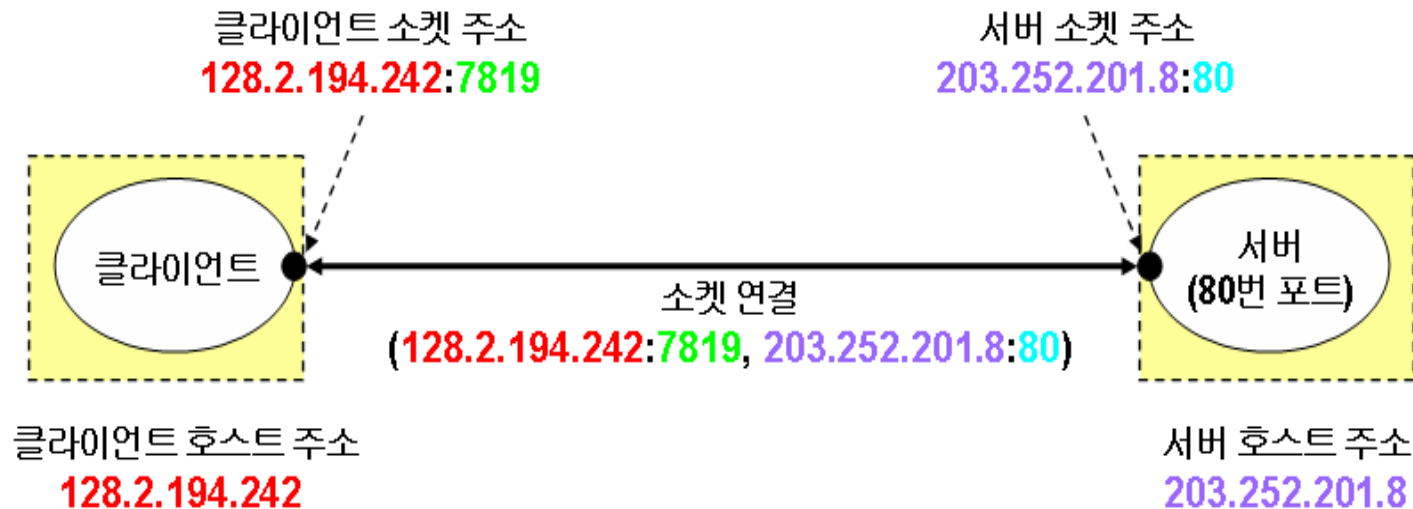 클라이언트 소켓 주소
128.2.194.242:7819
서버 소켓 주소
203.252.201.8:80
클라이언트
서버
(80번 포트)
소켓 연결
(128.2.194.242:7819, 203.252.201.8:80)
클라이언트 호스트 주소
128.2.194.242
서버 호스트 주소
203.252.201.8